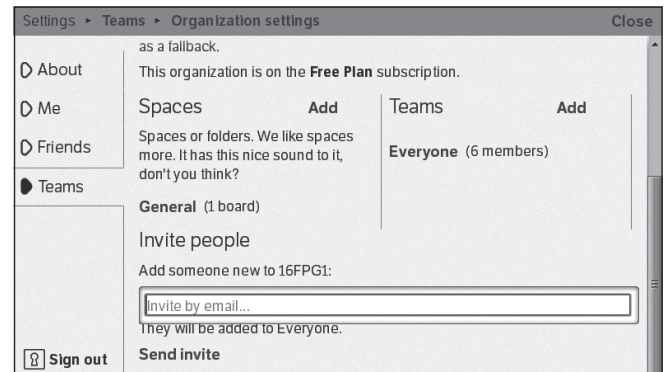 Settings ▸ Teams ▸ Organization settings
Close
About
Me
Friends
Teams
Sign out
as a fallback.
This organization is on the Free Plan subscription.
Spaces
Add
Spaces or folders. We like spaces
more. It has this nice sound to it,
don't you think?
General (1 board)
Teams
Add
Everyone (6 members)
Invite people
Add someone new to 16FPG1:
Invite by email...
They will be added to Everyone.
Send invite